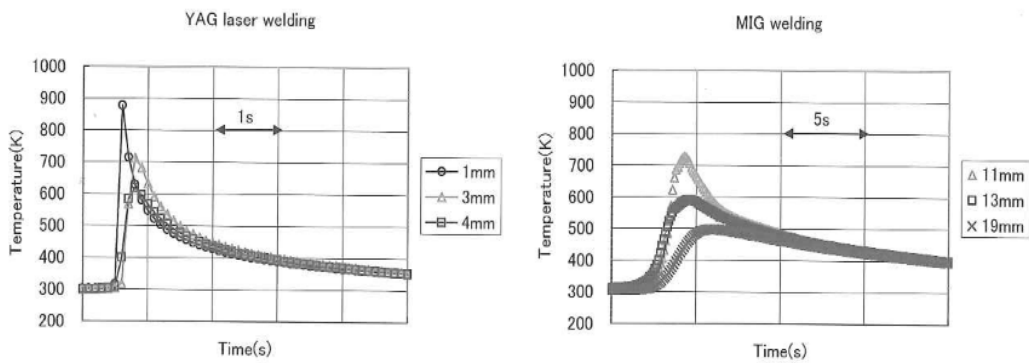 YAG laser welding
Temperature(K)
1000
900
800
700
600
500
400
300
200
1s
Time(s)
1mm
3mm
4mm
MIG welding
Temperature(K)
1000
900
800
700
600
500
400
300
200
5s
Time(s)
11mm
13mm
19mm